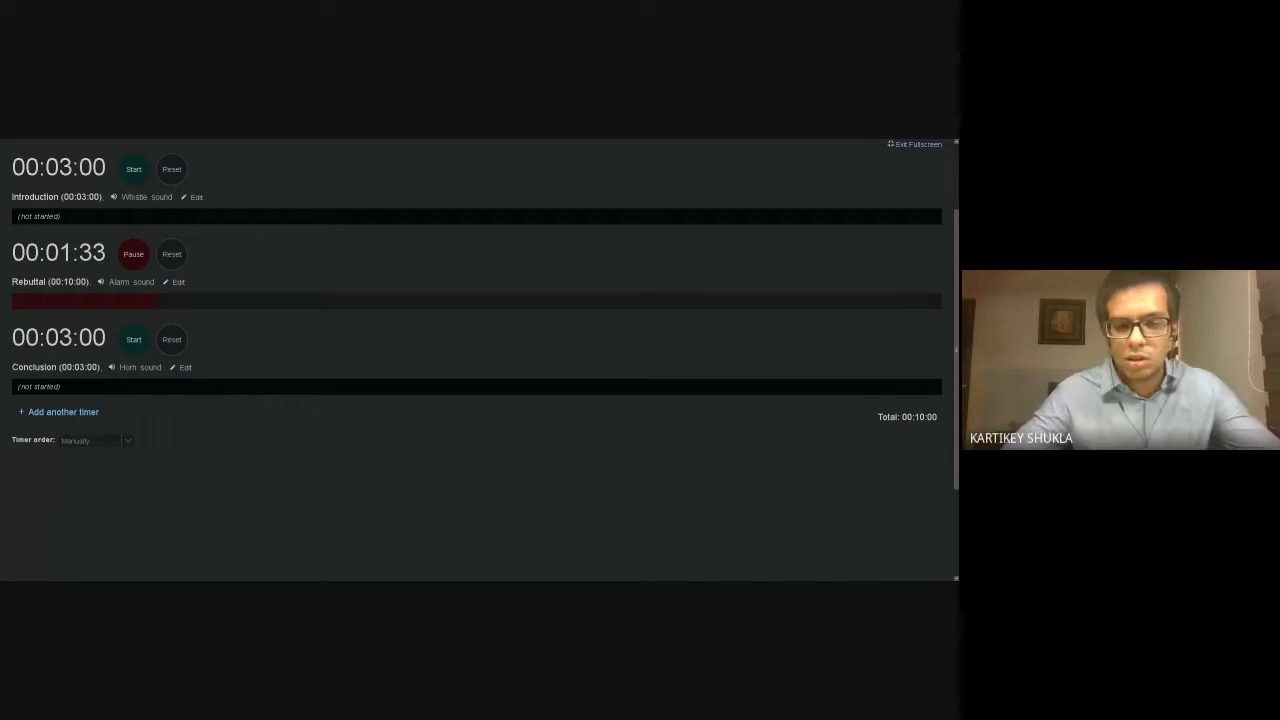 Exit Fullscreen
00:03:00 Start Reset
Introduction (00:03:00), Whistle sound Edit
(not started)
00:01:33 Pause Reset
Rebuttal (00:10:00), Alarm sound Edit
00:03:00 Start Reset
Conclusion (00:03:00), Horn sound Edit
(not started)
+ Add another timer
Total: 00:10:00
Timer order: Manually
KARTIKEY SHUKLA